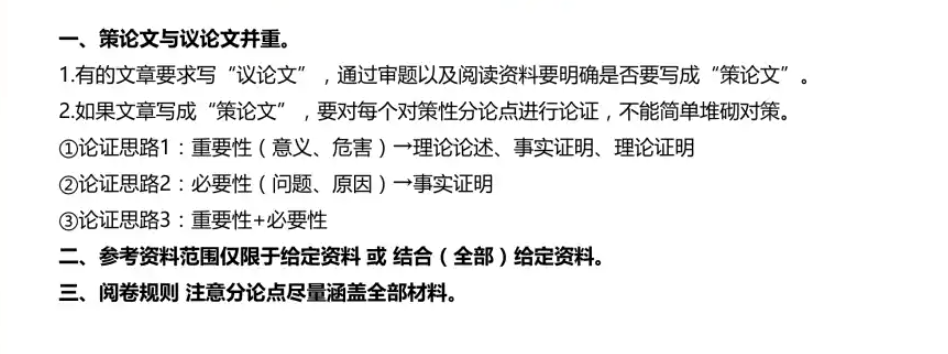 一、策论文与议论文并重。
1.有的文章要求写“议论文”，通过审题以及阅读资料要明确是否要写成“策论文”。
2.如果文章写成“策论文”，要对每个对策性分论点进行论证，不能简单堆砌对策。
①论证思路1：重要性（意义、危害）→理论论述、事实证明、理论证明
②论证思路2：必要性（问题、原因）→事实证明
③论证思路3：重要性+必要性
二、参考资料范围仅限于给定资料 或 结合（全部）给定资料。
三、阅卷规则 注意分论点尽量涵盖全部材料。